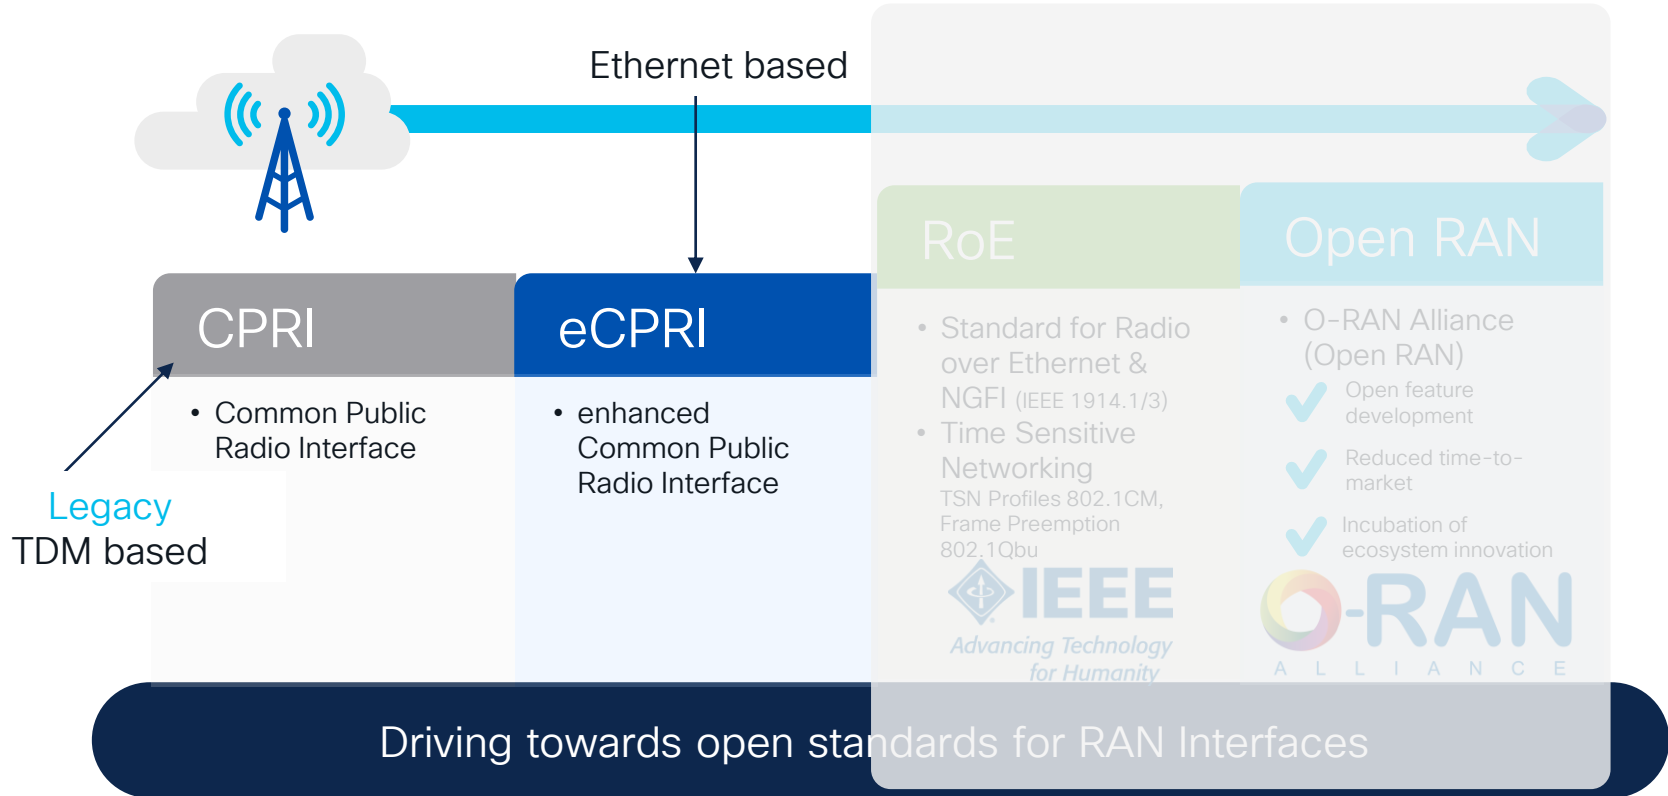 Ethernet based
CPRI
• Common Public
Radio Interface
Legacy
TDM based
eCPRI
• enhanced
Common Public
Radio Interface
RoE
• Standard for Radio
over Ethernet &
NGFI (IEEE 1914.1/3)
• Time Sensitive
Networking
TSN Profiles 802.1CM,
Frame Preemption
802.1Qbu
IEEE
Advancing Technology
for Humanity
Open RAN
• O-RAN Alliance
(Open RAN)
Open feature
development
Reduced time-to-
market
Incubation of
ecosystem innovation
O-RAN
ALLIANCE
Driving towards open standards for RAN Interfaces